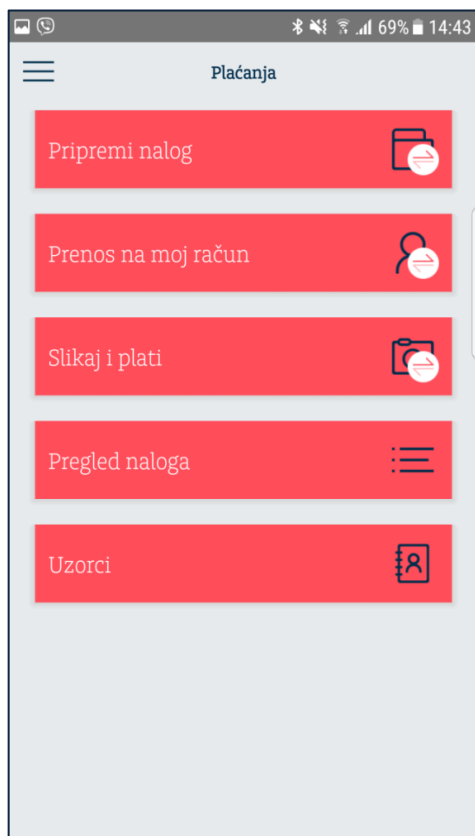 69% 14:43
Plaćanja
Pripremi nalog
Prenos na moj račun
Slikaj i plati
Pregled naloga
Uzorci